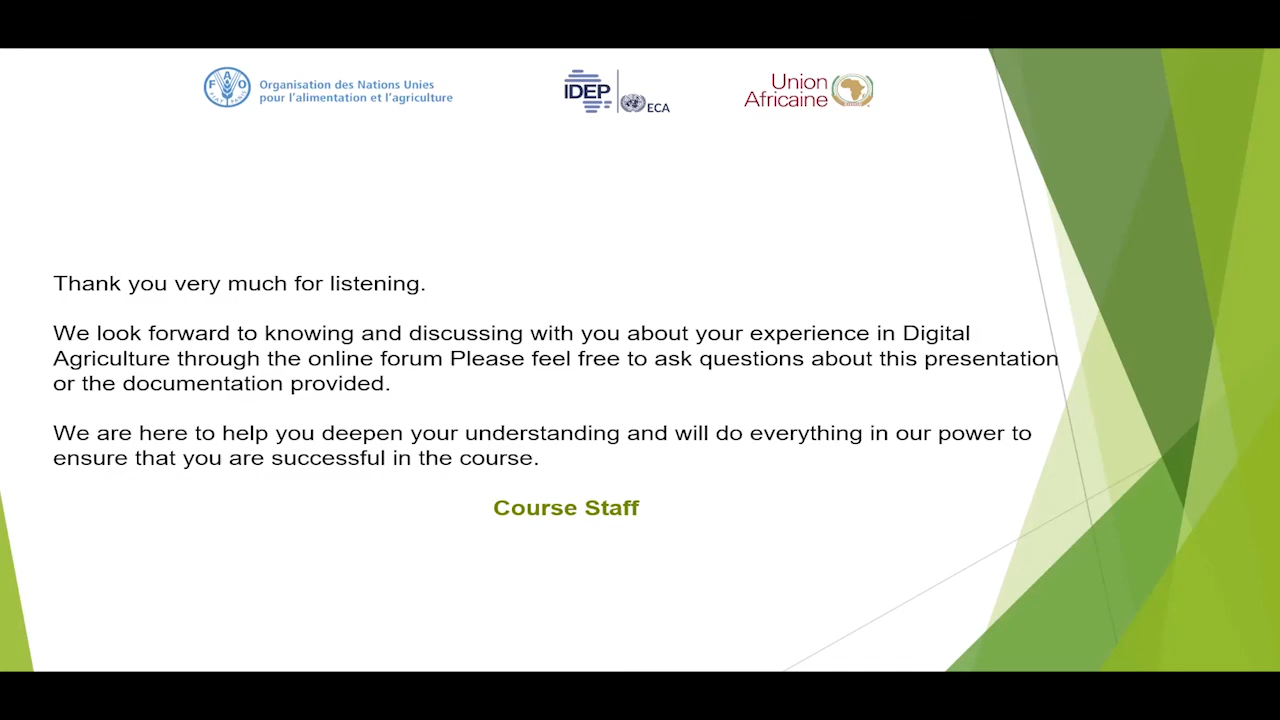 FAO
FIAT PANIS
Organisation des Nations Unies
pour l'alimentation et l'agriculture
IDEP
ECA
Union
Africaine
Thank you very much for listening.
We look forward to knowing and discussing with you about your experience in Digital
Agriculture through the online forum Please feel free to ask questions about this presentation
or the documentation provided.
We are here to help you deepen your understanding and will do everything in our power to
ensure that you are successful in the course.
Course Staff